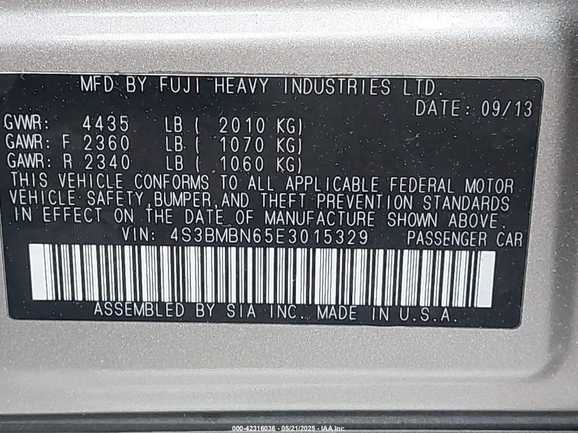 MFD BY FUJI HEAVY INDUSTRIES LTD.
DATE: 09/13
GVWR: 4435 LB ( 2010 KG)
GAWR: F 2360 LB ( 1070 KG)
GAWR: R 2340 LB ( 1060 KG)
THIS VEHICLE CONFORMS TO ALL APPLICABLE FEDERAL MOTOR
VEHICLE SAFETY,BUMPER,AND THEFT PREVENTION STANDARDS
IN EFFECT ON THE DATE OF MANUFACTURE SHOWN ABOVE.
VIN: 4S3BMBN65E3015329 PASSENGER CAR
ASSEMBLED BY SIA INC. MADE IN U.S.A.
000-42316036 - 05/21/2025 - IAA Inc.